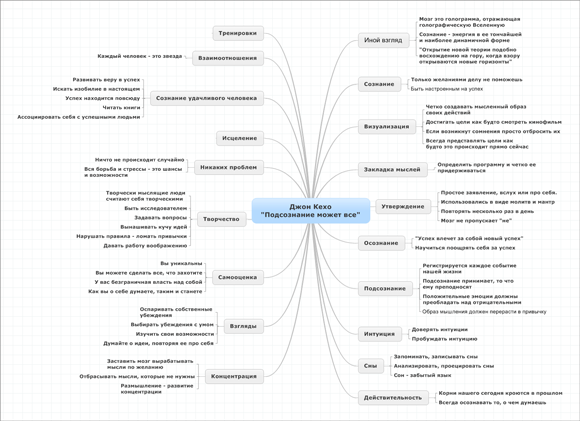 Тренировки
Каждый человек - это звезда
Взаимоотношения
Развивать веру в успех
Искать изобилие в настоящем
Успех находится повсюду
Читать книги
Ассоциировать себя с успешными людьми
Сознание удачливого человека
Исцеление
Ничто не происходит случайно
Вся борьба и стрессы - это шансы
и возможности
Никаких проблем
Творчески мыслящие люди
считают себя творческими
Быть исследователем
Задавать вопросы
Вынашивать кучу идей
Нарушать правила - ломать привычки
Давать работу воображению
Творчество
Вы уникальны
Вы можете сделать все, что захотите
У вас безграничная власть над собой
Как вы о себе думаете, таким и станете
Самооценка
Оспаривать собственные
убеждения
Выбирать убеждения с умом
Изучить свои возможности
Думайте о идеи, повторяя ее про себя
Взгляды
Заставить мозг вырабатывать
мысли по желанию
Отбрасывать мысли, которые не нужны
Размышление - развитие
концентрации
Концентрация
Джон Кехо
"Подсознание может все"
Иной взгляд
Мозг это голограмма, отражающая
голографическую Вселенную
Сознание - энергия в ее тончайшей
и наиболее динамичной форме
"Открытие новой теории подобно
восхождению на гору, когда взору
открываются новые горизонты"
Сознание
Только желаниями делу не поможешь
Быть настроенным на успех
Визуализация
Четко создавать мысленный образ
своих действий
Достигать цели как будто смотреть кинофильм
Если возникнут сомнения просто отбросить их
Всегда представлять цели как
будто это происходит прямо сейчас
Закладка мыслей
Определить программу и четко ее
придерживаться
Утверждение
Простое заявление, вслух или про себя.
Использовались в виде молитв и мантр
Повторять несколько раз в день
Мозг не пропускает "не"
Осознание
"Успех влечет за собой новый успех"
Научиться поощрять себя за успех
Подсознание
Регистрируется каждое событие
нашей жизни
Подсознание принимает, то что
ему преподносят
Положительные эмоции должны
преобладать над отрицательными
Образ мышления должен перерасти в привычку
Интуиция
Доверять интуиции
Пробуждать интуицию
Сны
Запоминать, записывать сны
Анализировать, проецировать сны
Сон - забытый язык
Действительность
Корни нашего сегодня кроются в прошлом
Всегда осознавать то, о чем думаешь